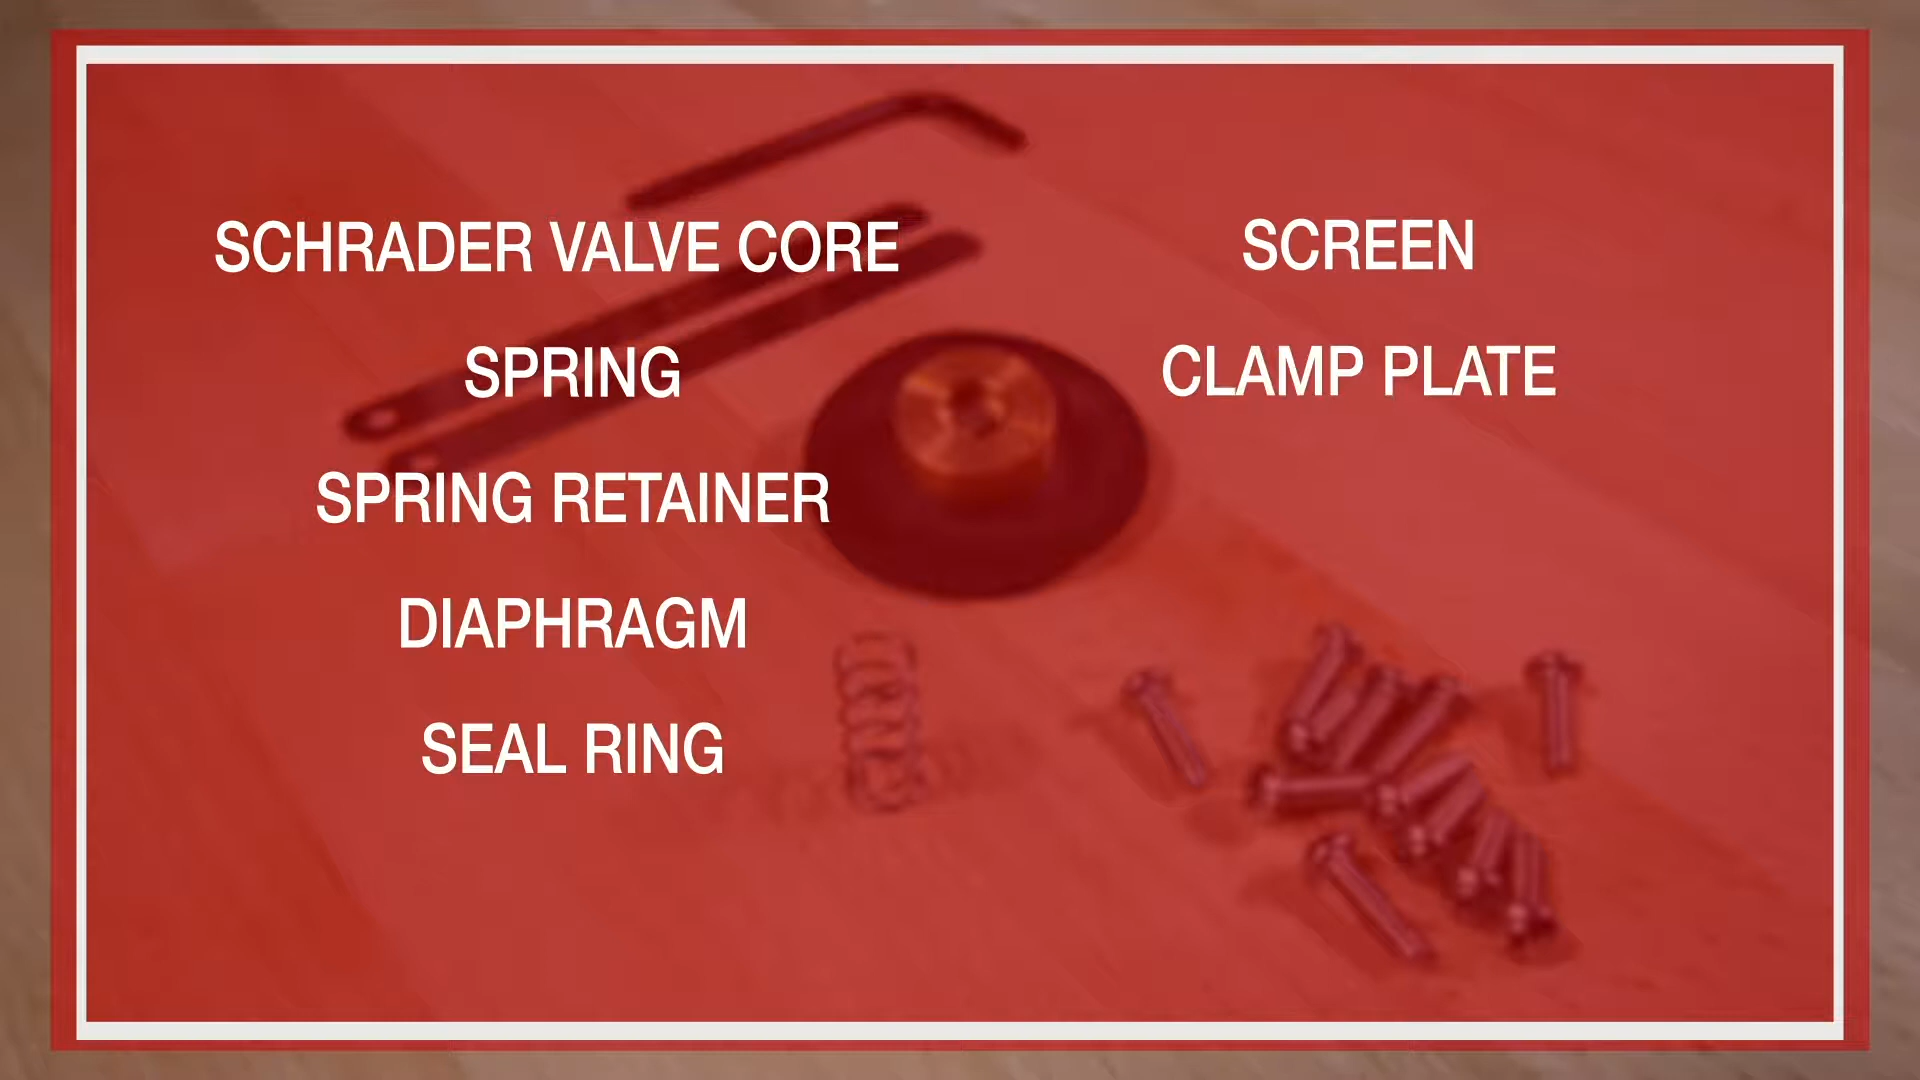 SCHRADER VALVE CORE
SPRING
SPRING RETAINER
DIAPHRAGM
SEAL RING
SCREEN
CLAMP PLATE